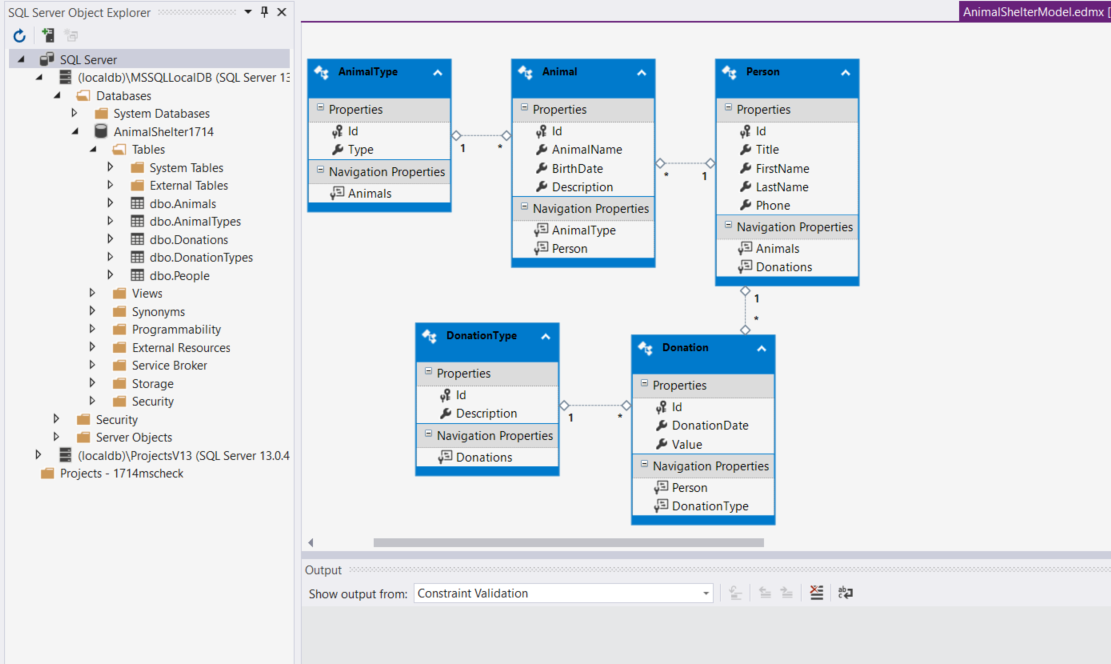 SQL Server Object Explorer
SQL Server
(localdb)\MSSQLLocalDB (SQL Server 13
Databases
System Databases
AnimalShelter1714
Tables
System Tables
External Tables
dbo.Animals
dbo.AnimalTypes
dbo.Donations
dbo.DonationTypes
dbo.People
Views
Synonyms
Programmability
External Resources
Service Broker
Storage
Security
Security
Server Objects
(localdb)\ProjectsV13 (SQL Server 13.0.4
Projects - 1714mscheck
AnimalShelterModel.edmx [
AnimalType
Properties
Id
Type
Navigation Properties
Animals
1
*
Animal
Properties
Id
AnimalName
BirthDate
Description
Navigation Properties
AnimalType
Person
*
1
Person
Properties
Id
Title
FirstName
LastName
Phone
Navigation Properties
Animals
Donations
1
*
DonationType
Properties
Id
Description
Navigation Properties
Donations
1
*
Donation
Properties
Id
DonationDate
Value
Navigation Properties
Person
DonationType
Output
Show output from: Constraint Validation